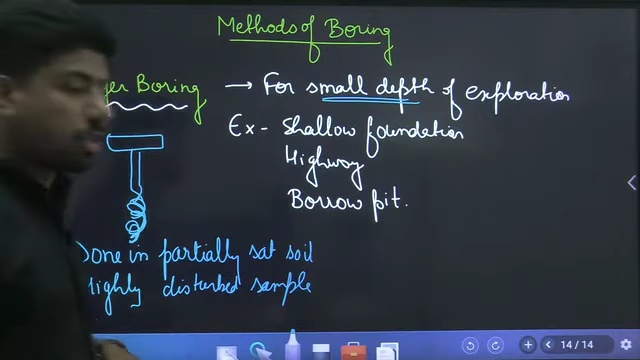 Methods of Boring
Boring → For small depth of exploration
Ex - Shallow foundation
Highway
Borrow pit.
Done in partially sat soil
Highly disturbed sample
14 / 14